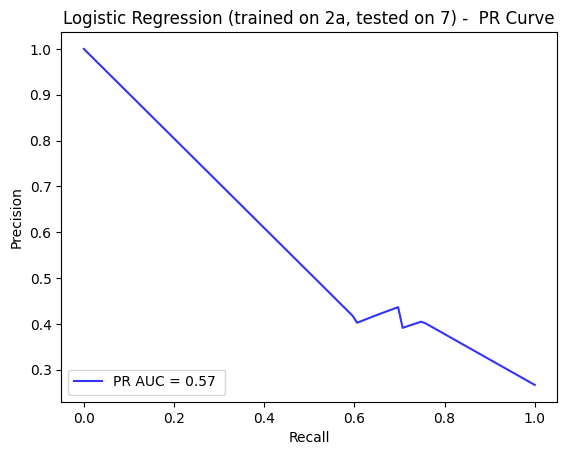 Logistic Regression (trained on 2a, tested on 7) -  PR Curve
1.0
0.9
0.8
0.7
0.6
0.5
0.4
0.3
Precision
PR AUC = 0.57
0.0 0.2 0.4 0.6 0.8 1.0
Recall